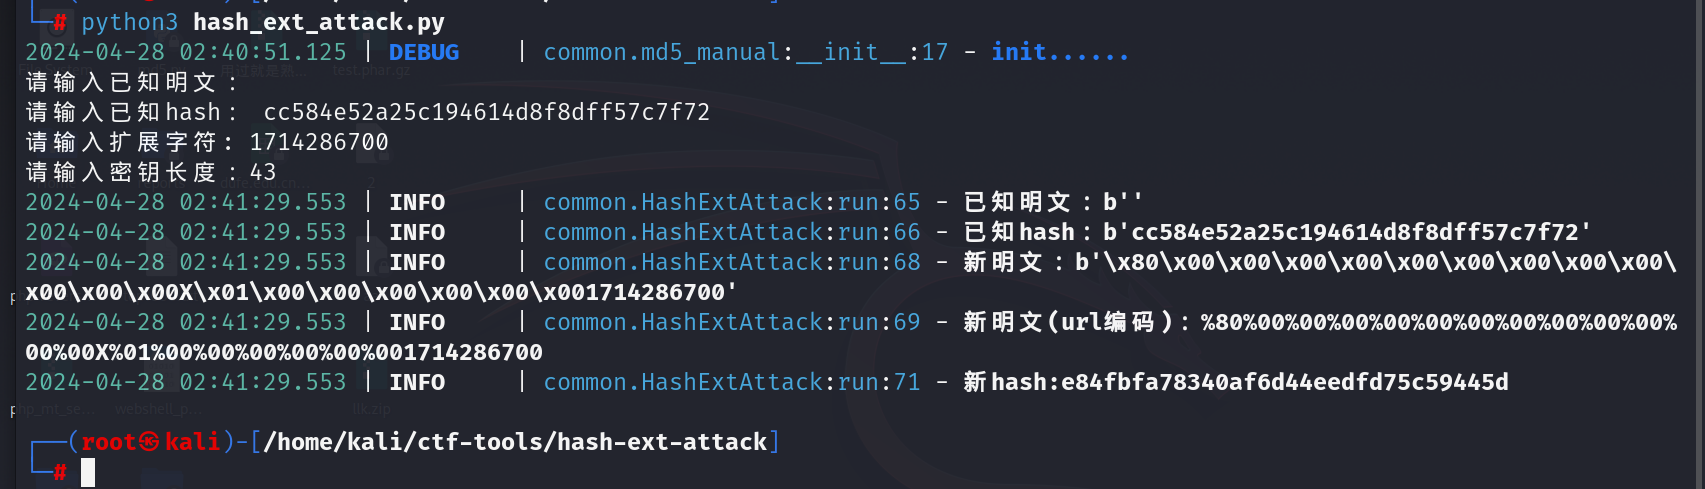 └─# python3 hash_ext_attack.py
2024-04-28 02:40:51.125 | DEBUG    | common.md5_manual:__init__:17 - init......
请输入已知明文：
请输入已知hash： cc584e52a25c194614d8f8dff57c7f72
请输入扩展字符: 1714286700
请输入密钥长度：43
2024-04-28 02:41:29.553 | INFO     | common.HashExtAttack:run:65 - 已知明文：b''
2024-04-28 02:41:29.553 | INFO     | common.HashExtAttack:run:66 - 已知hash：b'cc584e52a25c194614d8f8dff57c7f72'
2024-04-28 02:41:29.553 | INFO     | common.HashExtAttack:run:68 - 新明文：b'\x80\x00\x00\x00\x00\x00\x00\x00\x00\x00\
x00\x00\x00X\x01\x00\x00\x00\x00\x00\x001714286700'
2024-04-28 02:41:29.553 | INFO     | common.HashExtAttack:run:69 - 新明文(url编码)：%80%00%00%00%00%00%00%00%00%00%00%
00%00X%01%00%00%00%00%00%001714286700
2024-04-28 02:41:29.553 | INFO     | common.HashExtAttack:run:71 - 新hash:e84fbfa78340af6d44eedfd75c59445d
┌──(root㉿kali)-[/home/kali/ctf-tools/hash-ext-attack]
└─#